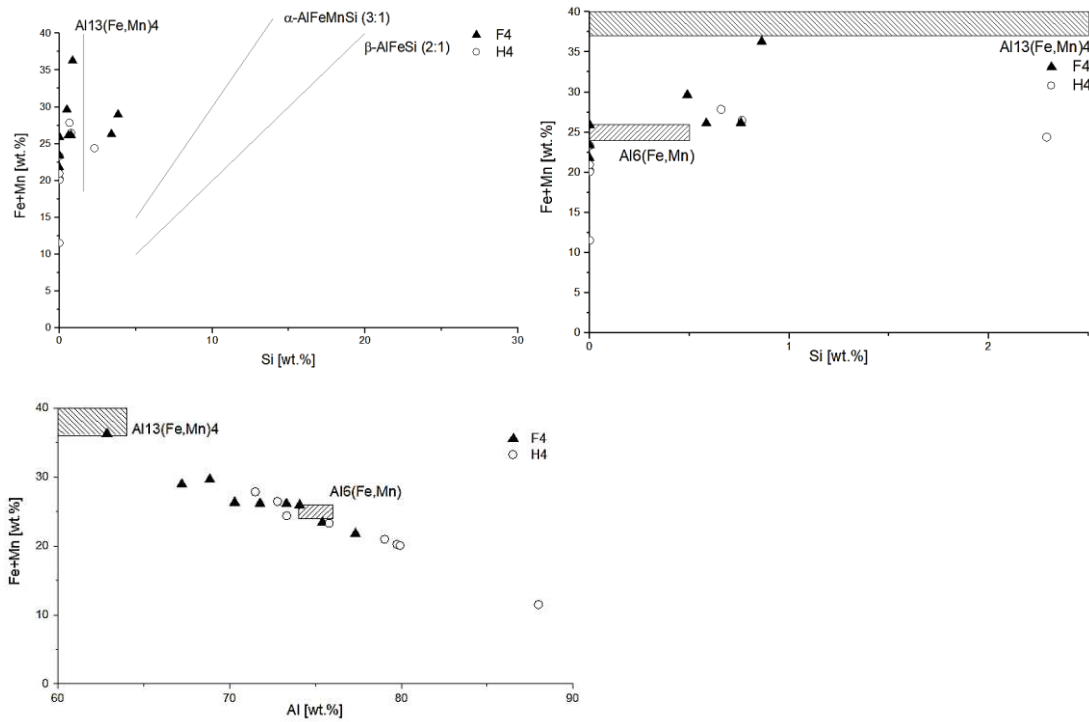 Al13(Fe,Mn)4
α-AlFeMnSi (3:1)
β-AlFeSi (2:1)
F4
H4
40
35
30
25
20
15
10
5
0
Fe+Mn [wt.%]
0
10
20
30
Si [wt.%]
Al13(Fe,Mn)4
F4
H4
Al6(Fe,Mn)
40
35
30
25
20
15
10
5
0
Fe+Mn [wt.%]
0
1
2
Si [wt.%]
Al13(Fe,Mn)4
F4
H4
Al6(Fe,Mn)
40
30
20
10
0
Fe+Mn [wt.%]
60
70
80
90
Al [wt.%]